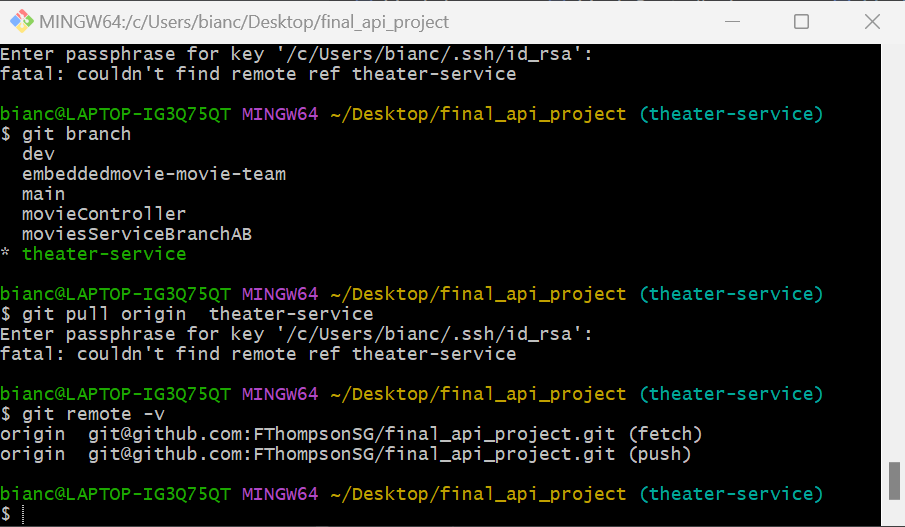 MINGW64:/c/Users/bianc/Desktop/final_api_project
Enter passphrase for key '/c/Users/bianc/.ssh/id_rsa':
fatal: couldn't find remote ref theater-service
bianc@LAPTOP-IG3Q75QT MINGW64 ~/Desktop/final_api_project (theater-service)
$ git branch
  dev
  embeddedmovie-movie-team
  main
  movieController
  moviesServiceBranchAB
* theater-service
bianc@LAPTOP-IG3Q75QT MINGW64 ~/Desktop/final_api_project (theater-service)
$ git pull origin  theater-service
Enter passphrase for key '/c/Users/bianc/.ssh/id_rsa':
fatal: couldn't find remote ref theater-service
bianc@LAPTOP-IG3Q75QT MINGW64 ~/Desktop/final_api_project (theater-service)
$ git remote -v
origin  git@github.com:FThompsonSG/final_api_project.git (fetch)
origin  git@github.com:FThompsonSG/final_api_project.git (push)
bianc@LAPTOP-IG3Q75QT MINGW64 ~/Desktop/final_api_project (theater-service)
$